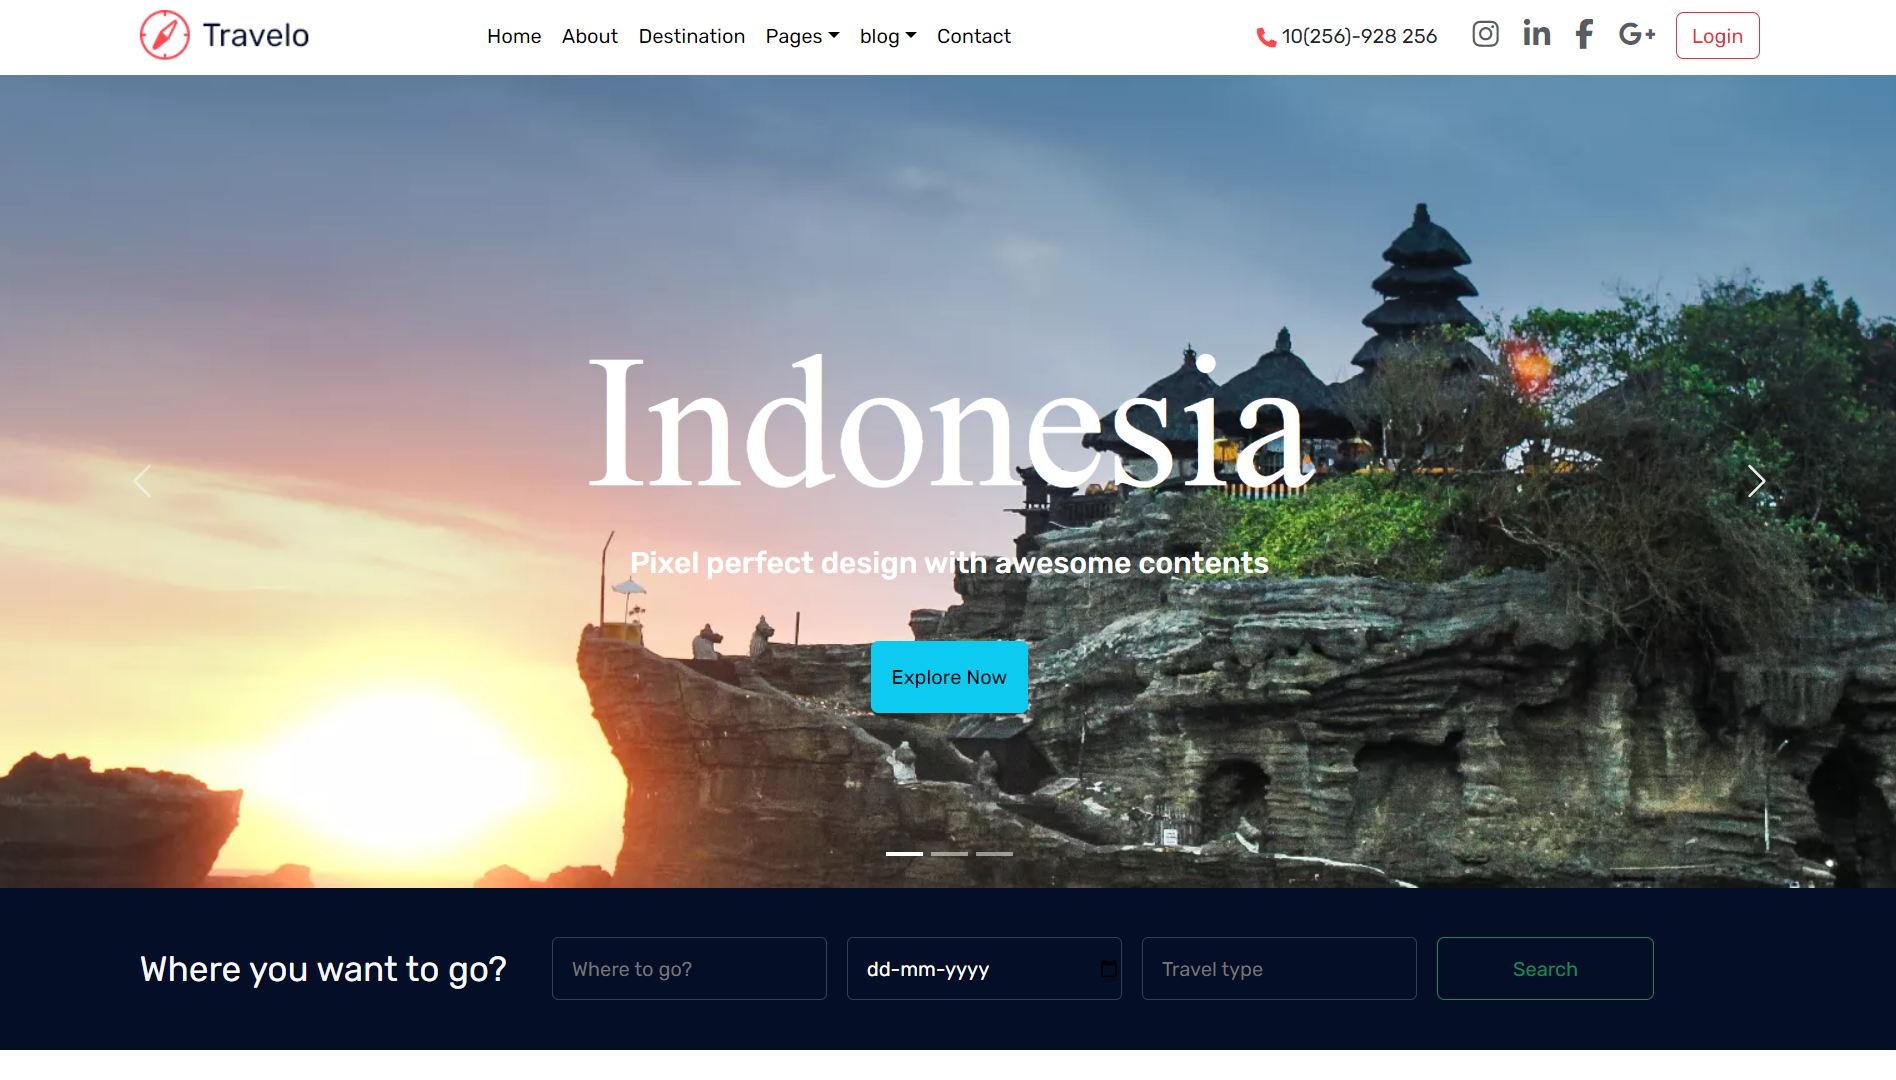 Travelo
Home About Destination Pages blog Contact
10(256)-928 256
G+
Login
Indonesia
Pixel perfect design with awesome contents
Explore Now
Where you want to go?
Where to go?
dd-mm-yyyy
Travel type
Search